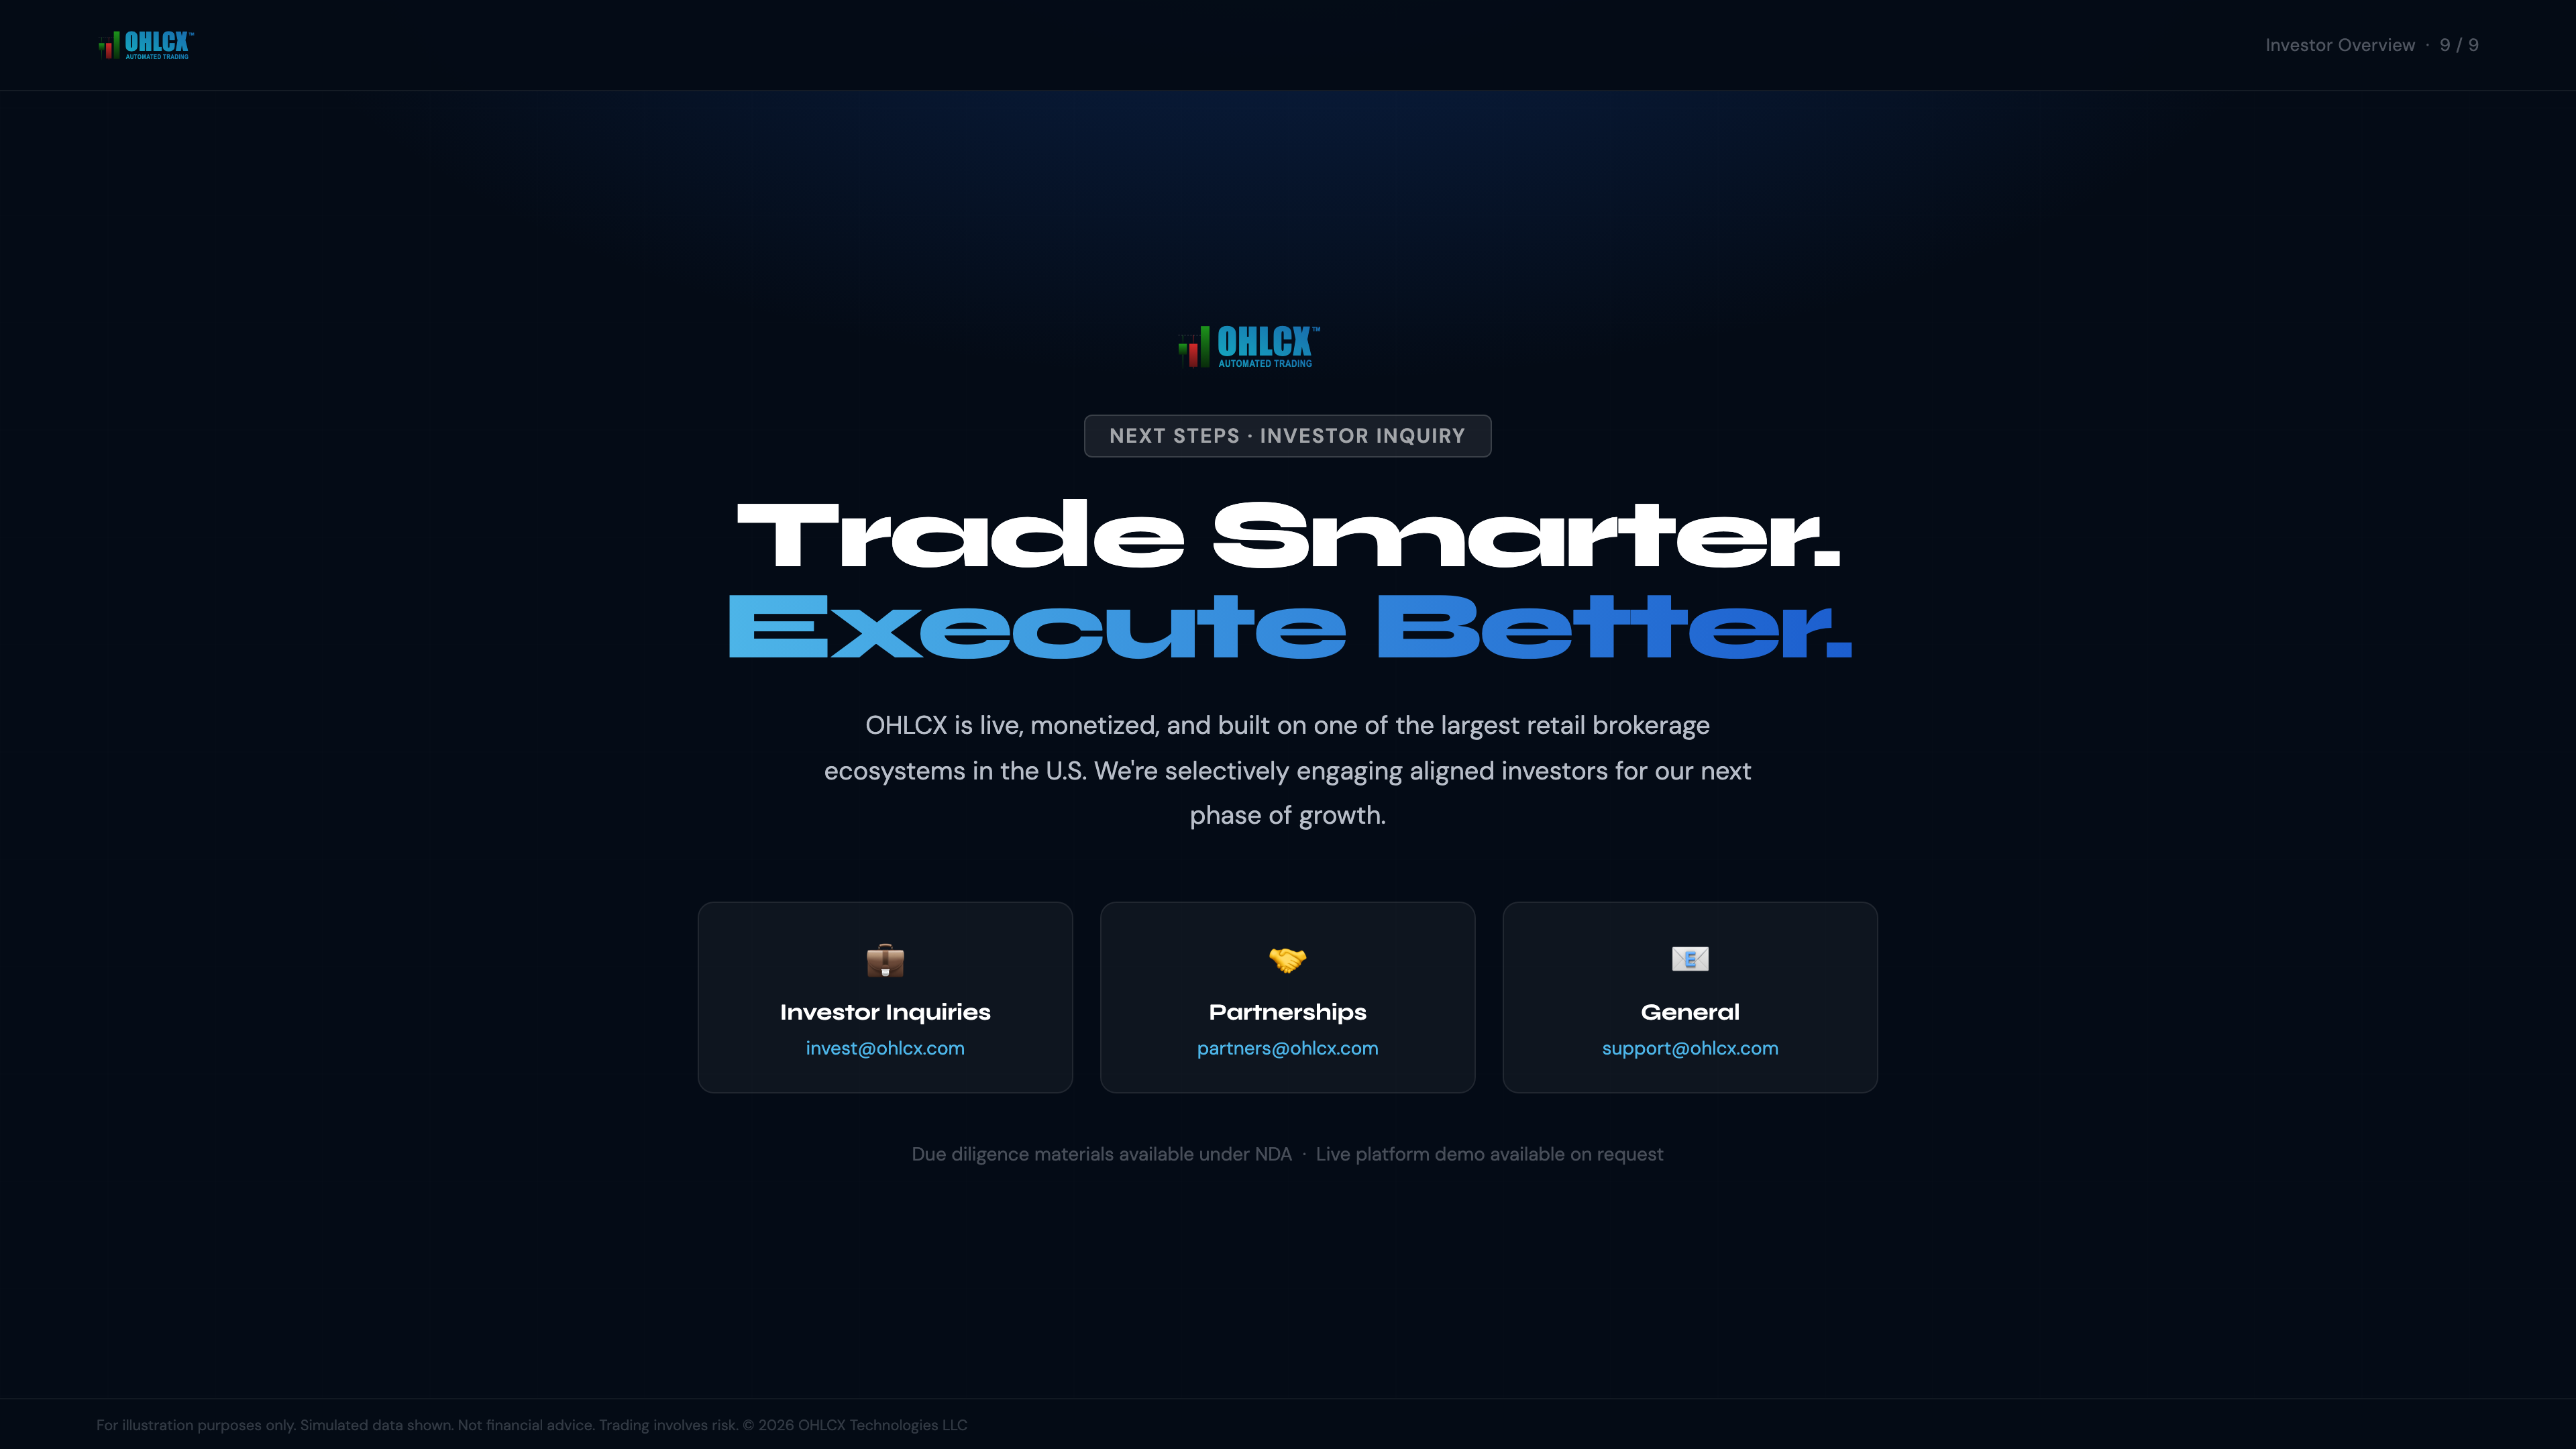 OHLCX™
AUTOMATED TRADING
Investor Overview · 9 / 9
OHLCX™
AUTOMATED TRADING
NEXT STEPS · INVESTOR INQUIRY
Trade Smarter.
Execute Better.
OHLCX is live, monetized, and built on one of the largest retail brokerage
ecosystems in the U.S. We're selectively engaging aligned investors for our next
phase of growth.
Investor Inquiries
invest@ohlcx.com
Partnerships
partners@ohlcx.com
General
support@ohlcx.com
Due diligence materials available under NDA · Live platform demo available on request
For illustration purposes only. Simulated data shown. Not financial advice. Trading involves risk. © 2026 OHLCX Technologies LLC